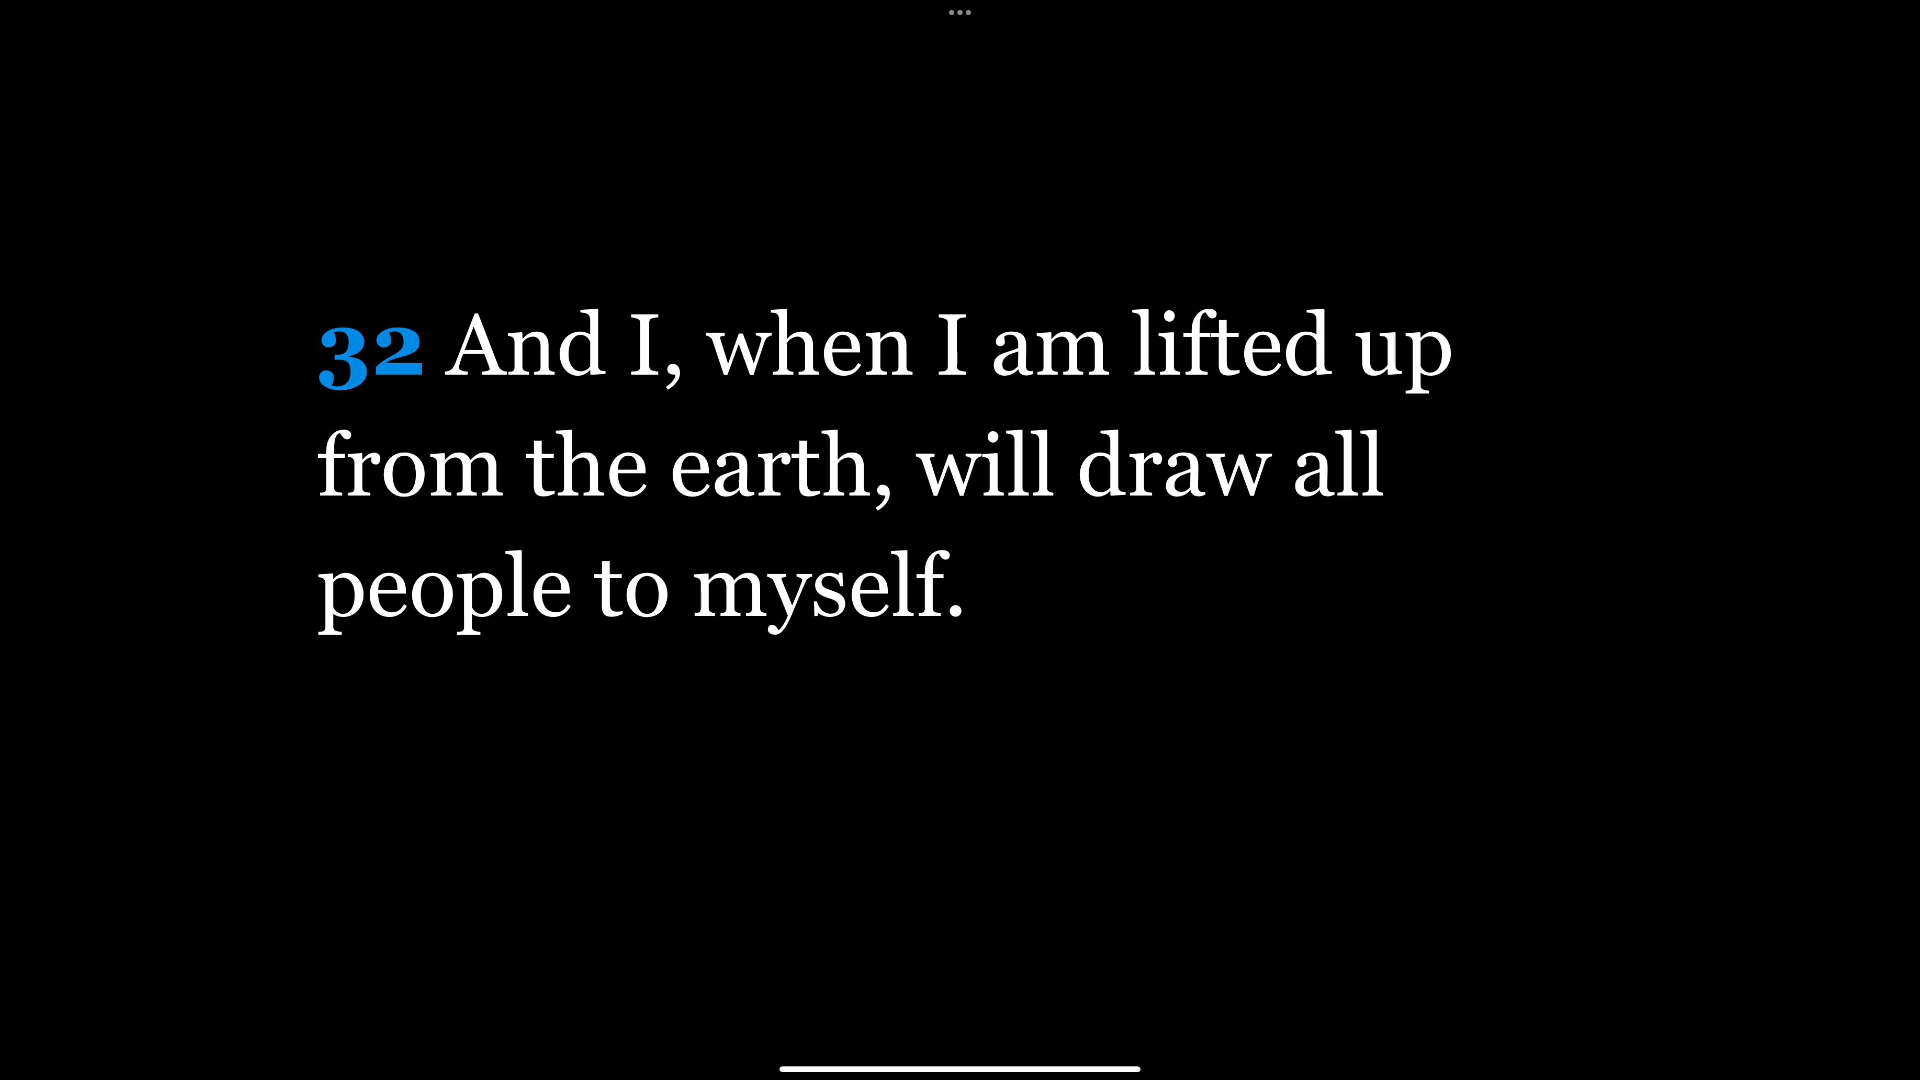 32 And I, when I am lifted up
from the earth, will draw all
people to myself.